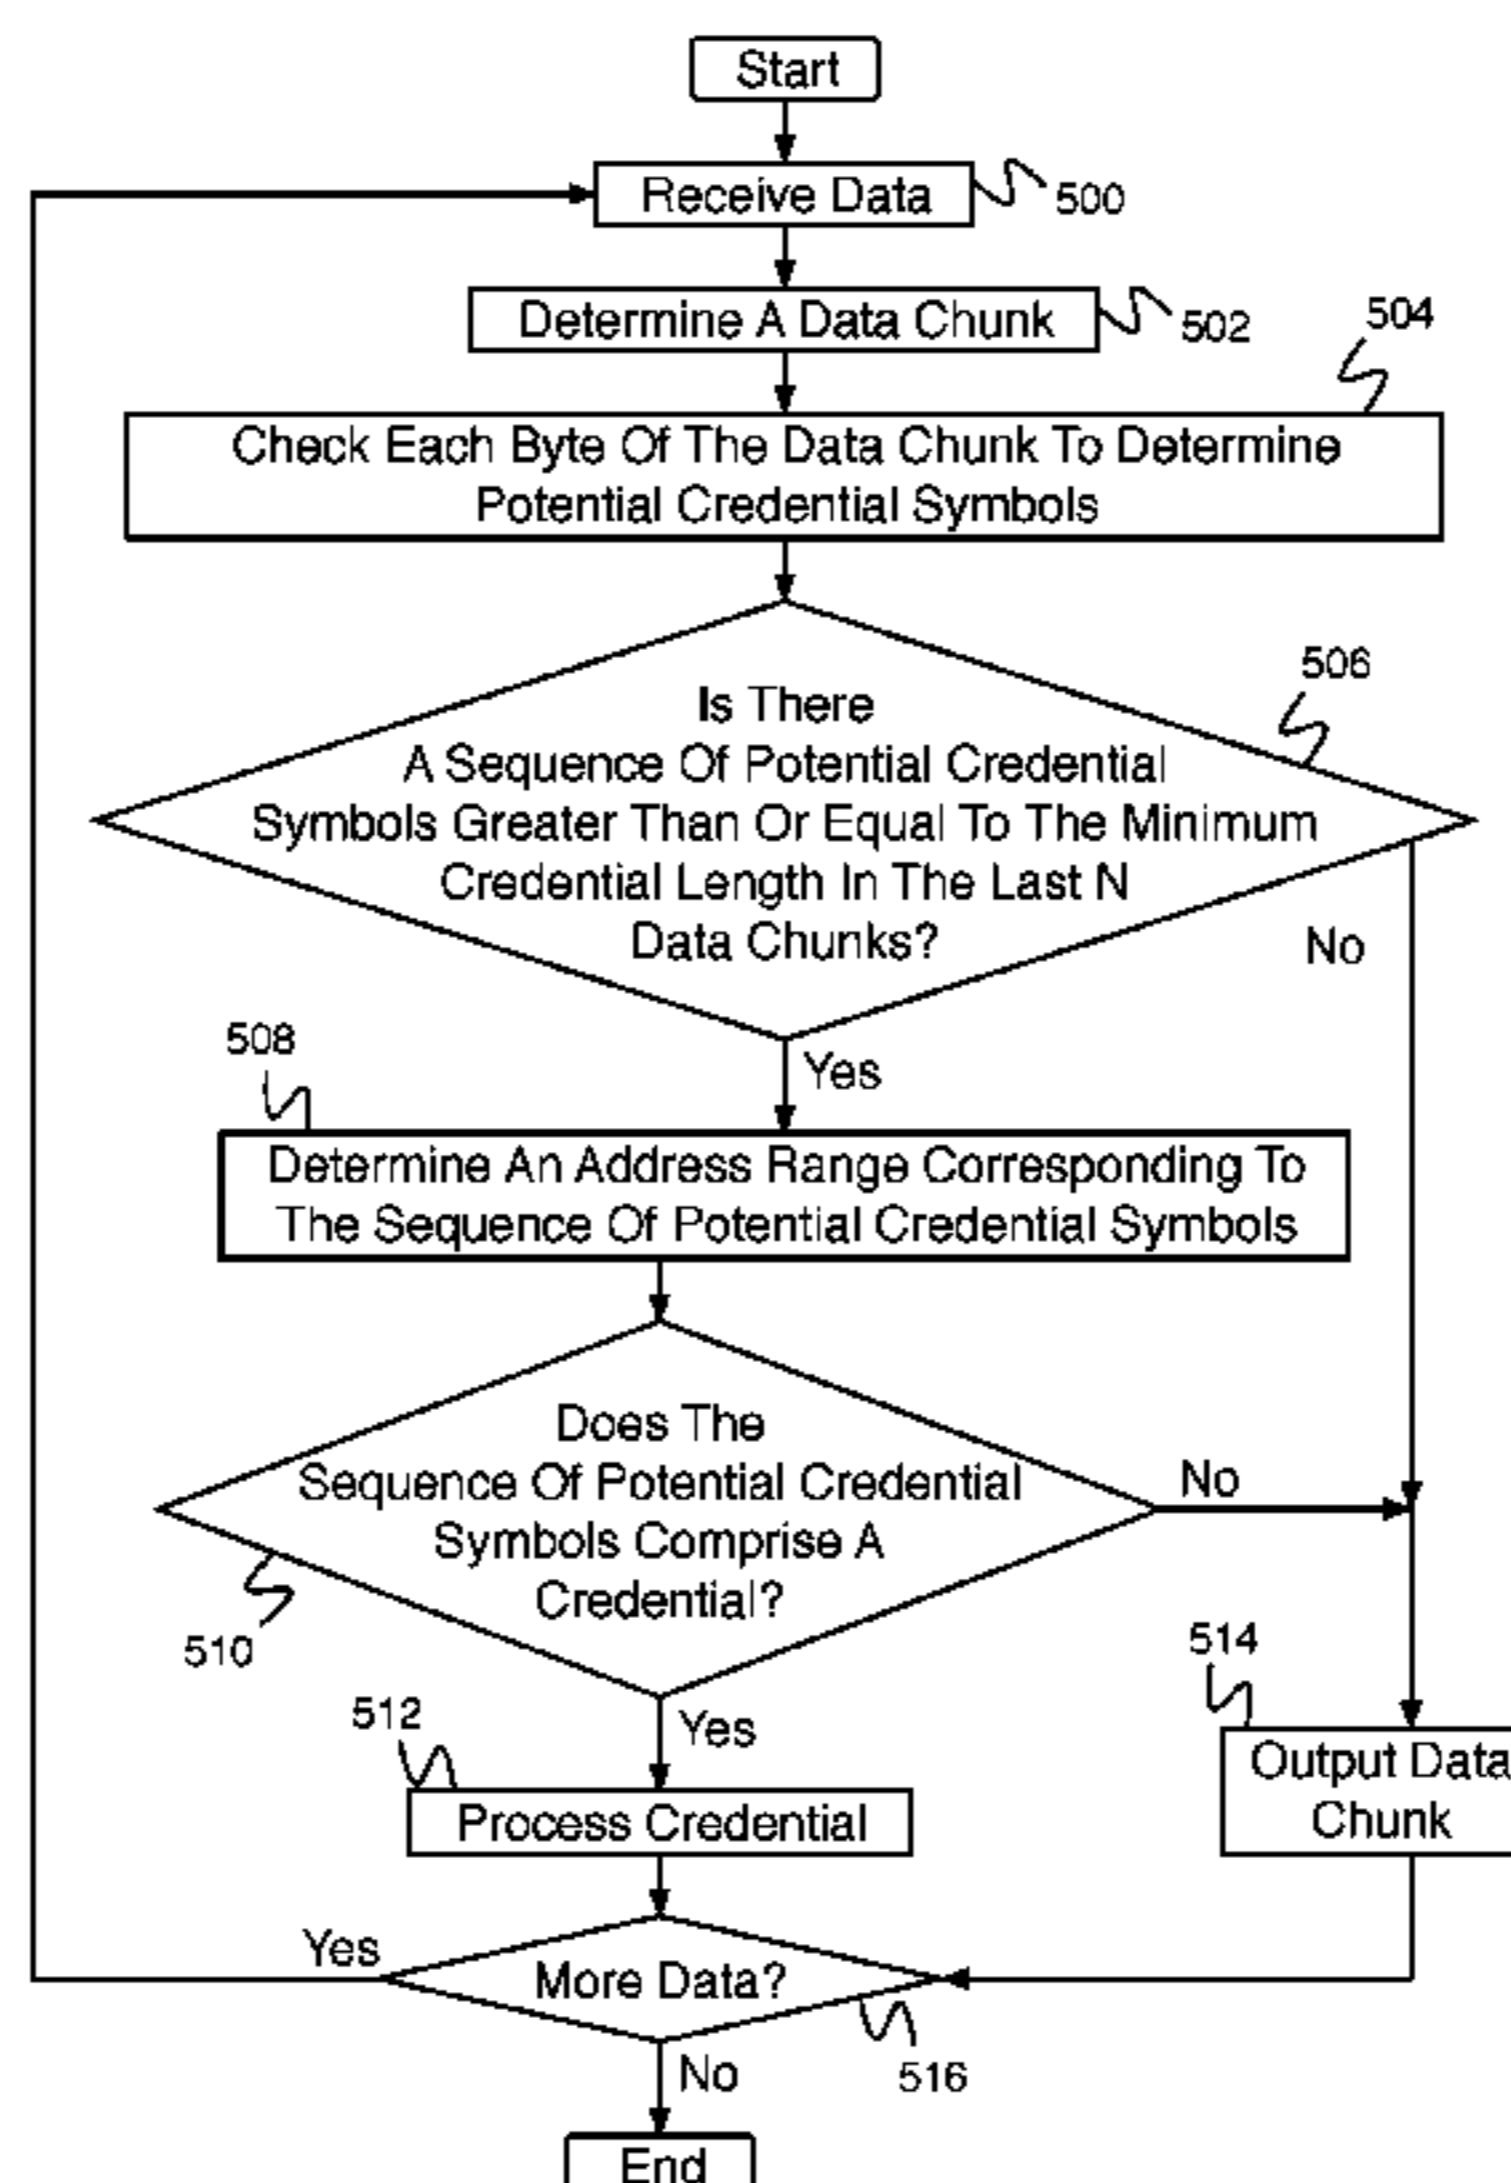 Start
Receive Data
500
Determine A Data Chunk
502
504
Check Each Byte Of The Data Chunk To Determine
Potential Credential Symbols
506
Is There
A Sequence Of Potential Credential
Symbols Greater Than Or Equal To The Minimum
Credential Length In The Last N
Data Chunks?
No
Yes
508
Determine An Address Range Corresponding To
The Sequence Of Potential Credential Symbols
Does The
Sequence Of Potential Credential
Symbols Comprise A
Credential?
No
510
514
512
Yes
Output Data
Chunk
Process Credential
Yes
More Data?
No
516
End